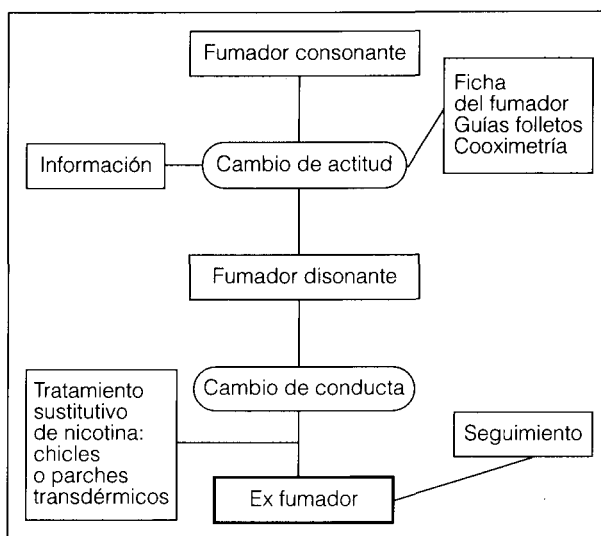 Fumador consonante
Ficha
del fumador
Guías folletos
Cooximetría
Información
Cambio de actitud
Fumador disonante
Cambio de conducta
Tratamiento
sustitutivo
de nicotina:
chicles
o parches
transdérmicos
Seguimiento
Ex fumador